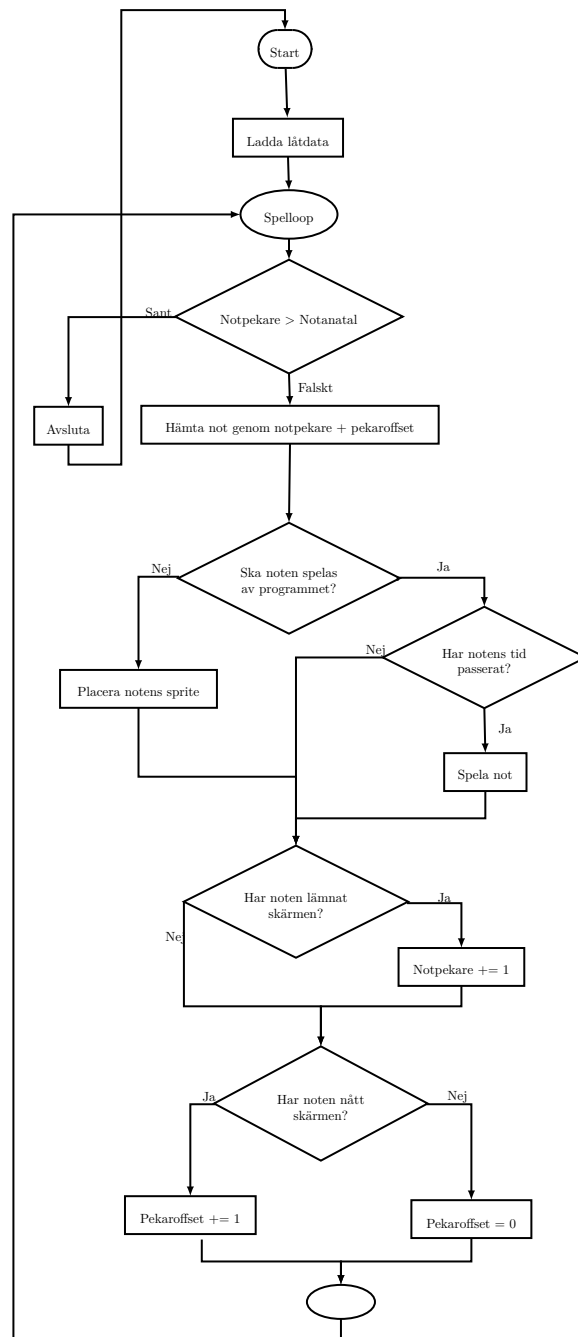 Start
Ladda låtdata
Spelloop
Sant
Notpekare > Notanatal
Falskt
Avsluta
Hämta not genom notpekare + pekaroffset
Nej
Ska noten spelas
av programmet?
Ja
Nej
Har notens tid
passerat?
Placera notens sprite
Ja
Spela not
Har noten lämnat
skärmen?
Ja
Nej
Notpekare += 1
Ja
Har noten nått
skärmen?
Nej
Pekaroffset += 1
Pekaroffset = 0